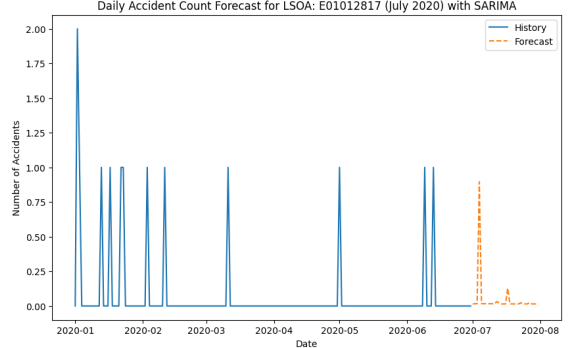 Daily Accident Count Forecast for LSOA: E01012817 (July 2020) with SARIMA
History
Forecast
Number of Accidents
2.00
1.75
1.50
1.25
1.00
0.75
0.50
0.25
0.00
2020-01 2020-02 2020-03 2020-04 2020-05 2020-06 2020-07 2020-08
Date